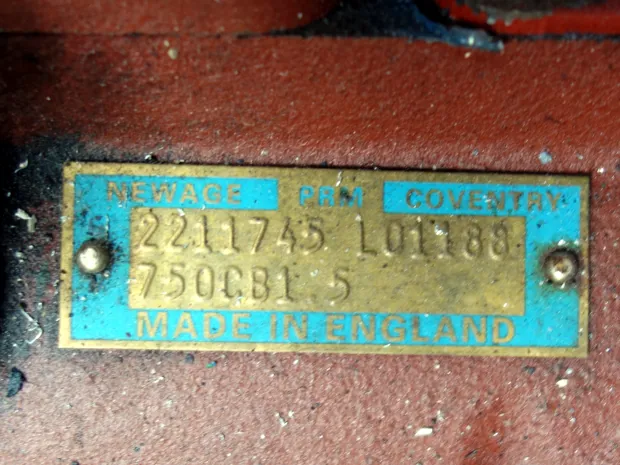 NEWAGE PRM COVENTRY
2211745 L01188
750CB1.5
MADE IN ENGLAND